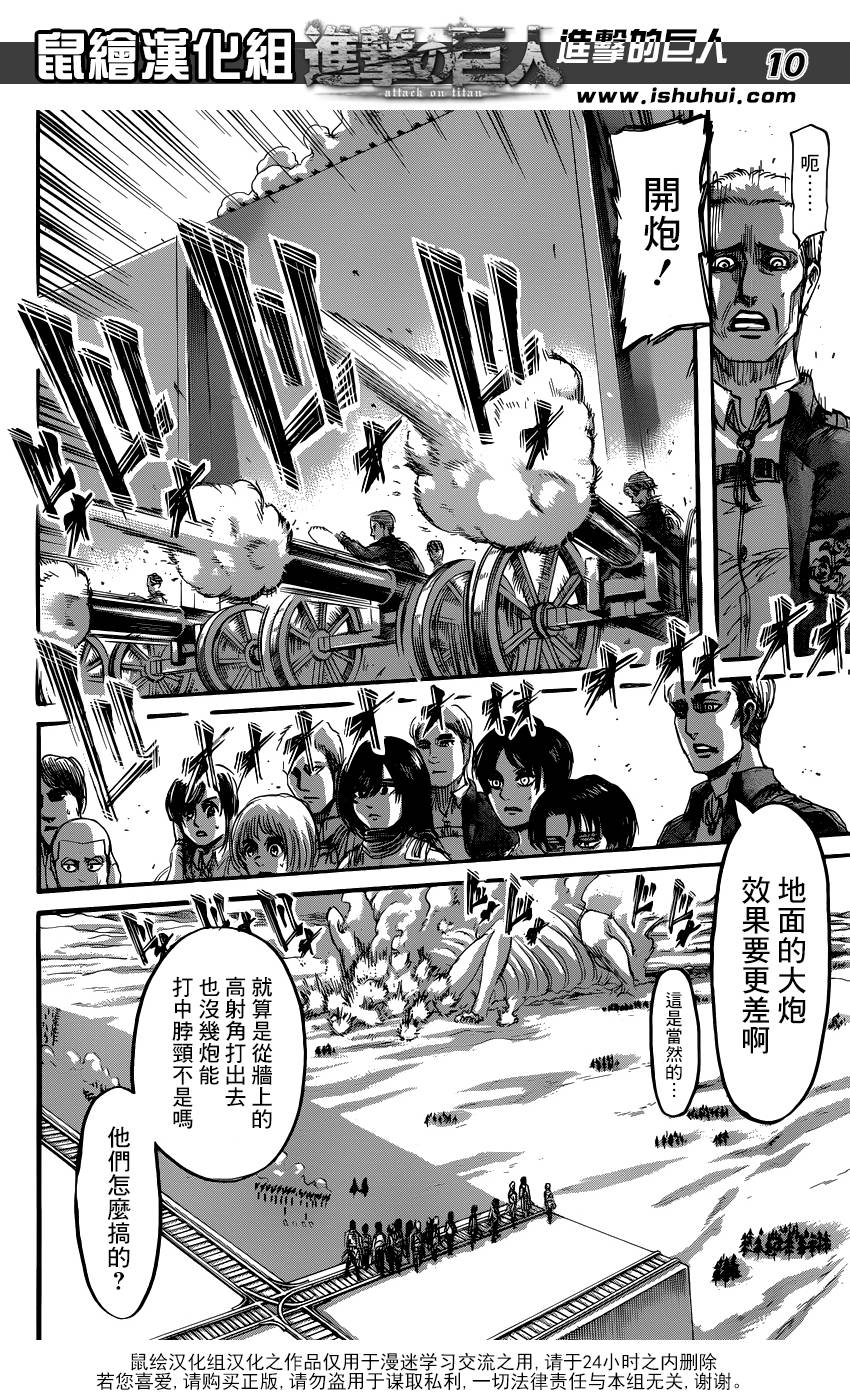 鼠繪漢化組
進撃の巨人
attack on titan
進擊的巨人
www.ishuhui.com
10
呃……
開炮！
地面的大炮
效果要更差啊
這是當然的…
就算是從牆上的
高射角打出去
也沒幾炮能
打中脖頸不是嗎
他們怎麼搞的？
鼠绘汉化组汉化之作品仅用于漫迷学习交流之用, 请于24小时之内删除
若您喜爱, 请购买正版, 请勿盗用于谋取私利, 一切法律责任与本组无关, 谢谢。